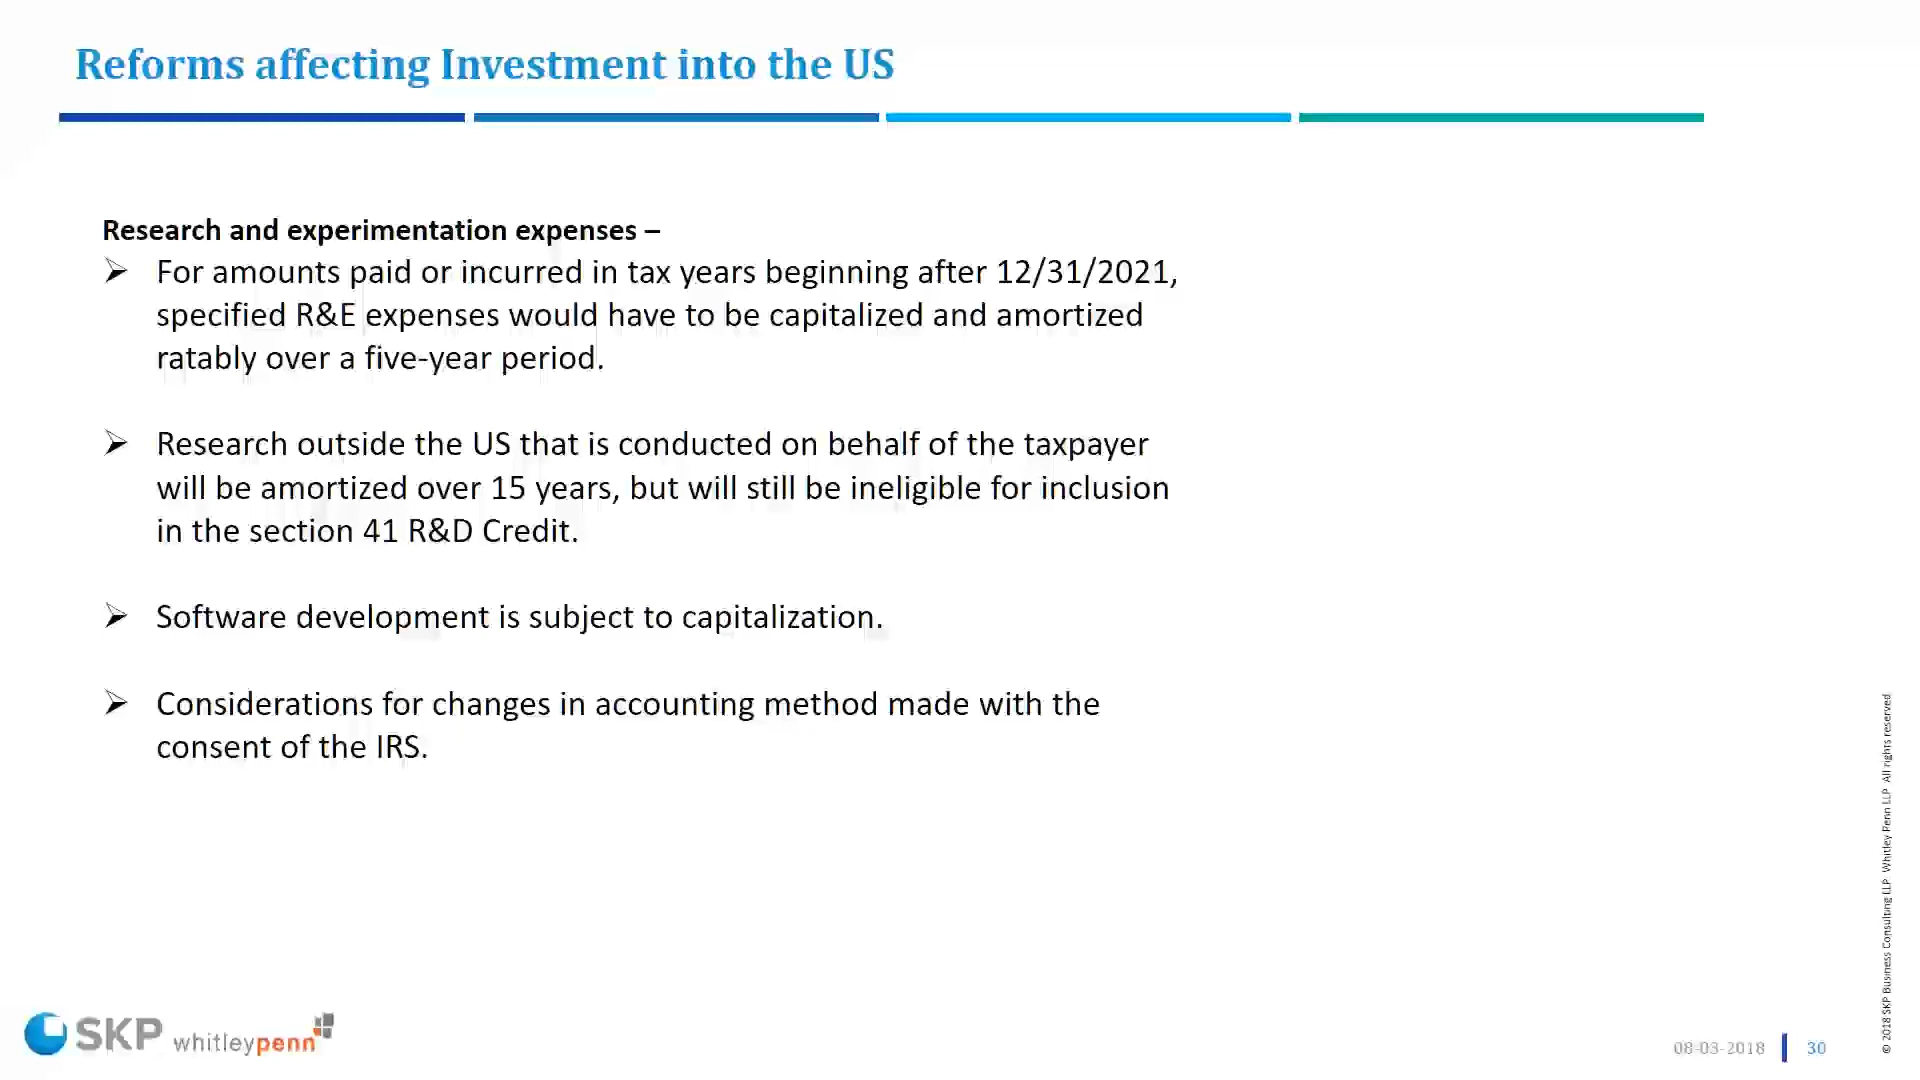 Reforms affecting Investment into the US
Research and experimentation expenses –
➢ For amounts paid or incurred in tax years beginning after 12/31/2021,
specified R&E expenses would have to be capitalized and amortized
ratably over a five-year period.
➢ Research outside the US that is conducted on behalf of the taxpayer
will be amortized over 15 years, but will still be ineligible for inclusion
in the section 41 R&D Credit.
➢ Software development is subject to capitalization.
➢ Considerations for changes in accounting method made with the
consent of the IRS.
© 2018 SKP Business Consulting LLP Whitley Penn LLP All rights reserved
SKP whitleypenn
08-03-2018 30